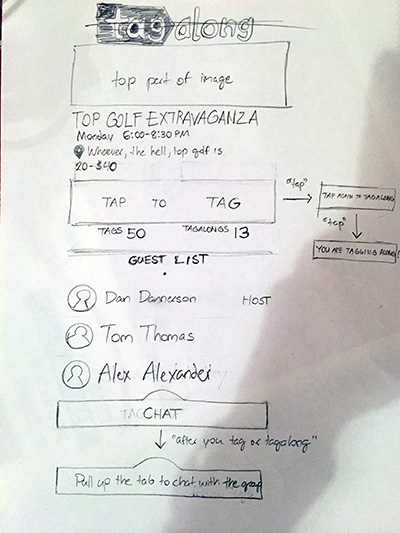 tagalong
top part of image
TOP GOLF EXTRAVAGANZA
Monday 6:00-8:30 PM
Wherever, the hell, top golf is
20-$40
TAP TO TAG
"tap"
TAP AGAIN TO TAGALONG
"tap"
YOU ARE TAGGING ALONG!
TAGS 50 TAGALONGS 13
GUEST LIST
Dan Dannerson HOST
Tom Thomas
Alex Alexander
CHAT
"after you tag or tagalong"
Pull up the tab to chat with the group